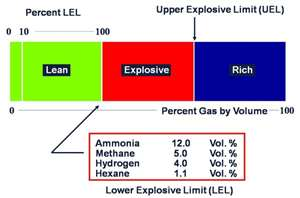 Percent LEL
Upper Explosive Limit (UEL)
0 10 100
Lean Explosive Rich
0 Percent Gas by Volume 100
Ammonia 12.0 Vol. %
Methane 5.0 Vol. %
Hydrogen 4.0 Vol. %
Hexane 1.1 Vol. %
Lower Explosive Limit (LEL)